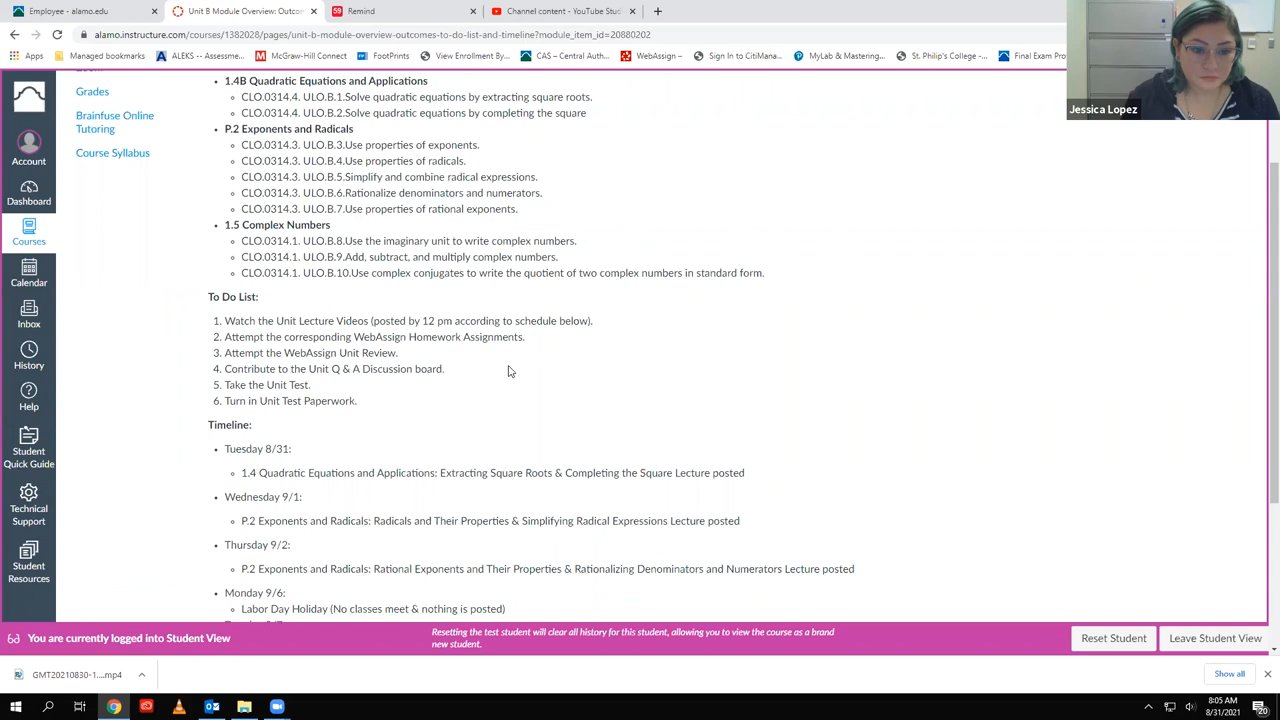 Employee - alamo.edu
Unit B Module Overview: Outcom
59 Remind
Channel content - YouTube Stud
alamo.instructure.com/courses/1382028/pages/unit-b-module-overview-outcomes-to-do-list-and-timeline?module_item_id=20880202
Apps
Managed bookmarks
ALEKS -- ...
McGraw-Hill Connect
FootPrints
View Enrollment By...
CAS – Central Auth...
WebAssign –
Sign In to CitiMana...
MyLab & Mastering...
St. Philip's College -...
Final Exam Pro
Jessica Lopez
Grades
Brainfuse Online
Tutoring
Course Syllabus
Account
Dashboard
Courses
Calendar
Inbox
History
Help
Student
Quick Guide
Technical
Support
Student
Resources
1.4B Quadratic Equations and Applications
CLO.0314.4. ULO.B.1.Solve quadratic equations by extracting square roots.
CLO.0314.4. ULO.B.2.Solve quadratic equations by completing the square
P.2 Exponents and Radicals
CLO.0314.3. ULO.B.3.Use properties of exponents.
CLO.0314.3. ULO.B.4.Use properties of radicals.
CLO.0314.3. ULO.B.5.Simplify and combine radical expressions.
CLO.0314.3. ULO.B.6.Rationalize denominators and numerators.
CLO.0314.3. ULO.B.7.Use properties of rational exponents.
1.5 Complex Numbers
CLO.0314.1. ULO.B.8.Use the imaginary unit to write complex numbers.
CLO.0314.1. ULO.B.9.Add, subtract, and multiply complex numbers.
CLO.0314.1. ULO.B.10.Use complex conjugates to write the quotient of two complex numbers in standard form.
To Do List:
1. Watch the Unit Lecture Videos (posted by 12 pm according to schedule below).
2. Attempt the corresponding WebAssign Homework Assignments.
3. Attempt the WebAssign Unit Review.
4. Contribute to the Unit Q & A Discussion board.
5. Take the Unit Test.
6. Turn in Unit Test Paperwork.
Timeline:
Tuesday 8/31:
1.4 Quadratic Equations and Applications: Extracting Square Roots & Completing the Square Lecture posted
Wednesday 9/1:
P.2 Exponents and Radicals: Radicals and Their Properties & Simplifying Radical Expressions Lecture posted
Thursday 9/2:
P.2 Exponents and Radicals: Rational Exponents and Their Properties & Rationalizing Denominators and Numerators Lecture posted
Monday 9/6:
Labor Day Holiday (No classes meet & nothing is posted)
You are currently logged into Student View
Resetting the test student will clear all history for this student, allowing you to view the course as a brand
new student.
Reset Student
Leave Student View
GMT20210830-1....mp4
Show all
8:05 AM
8/31/2021
20